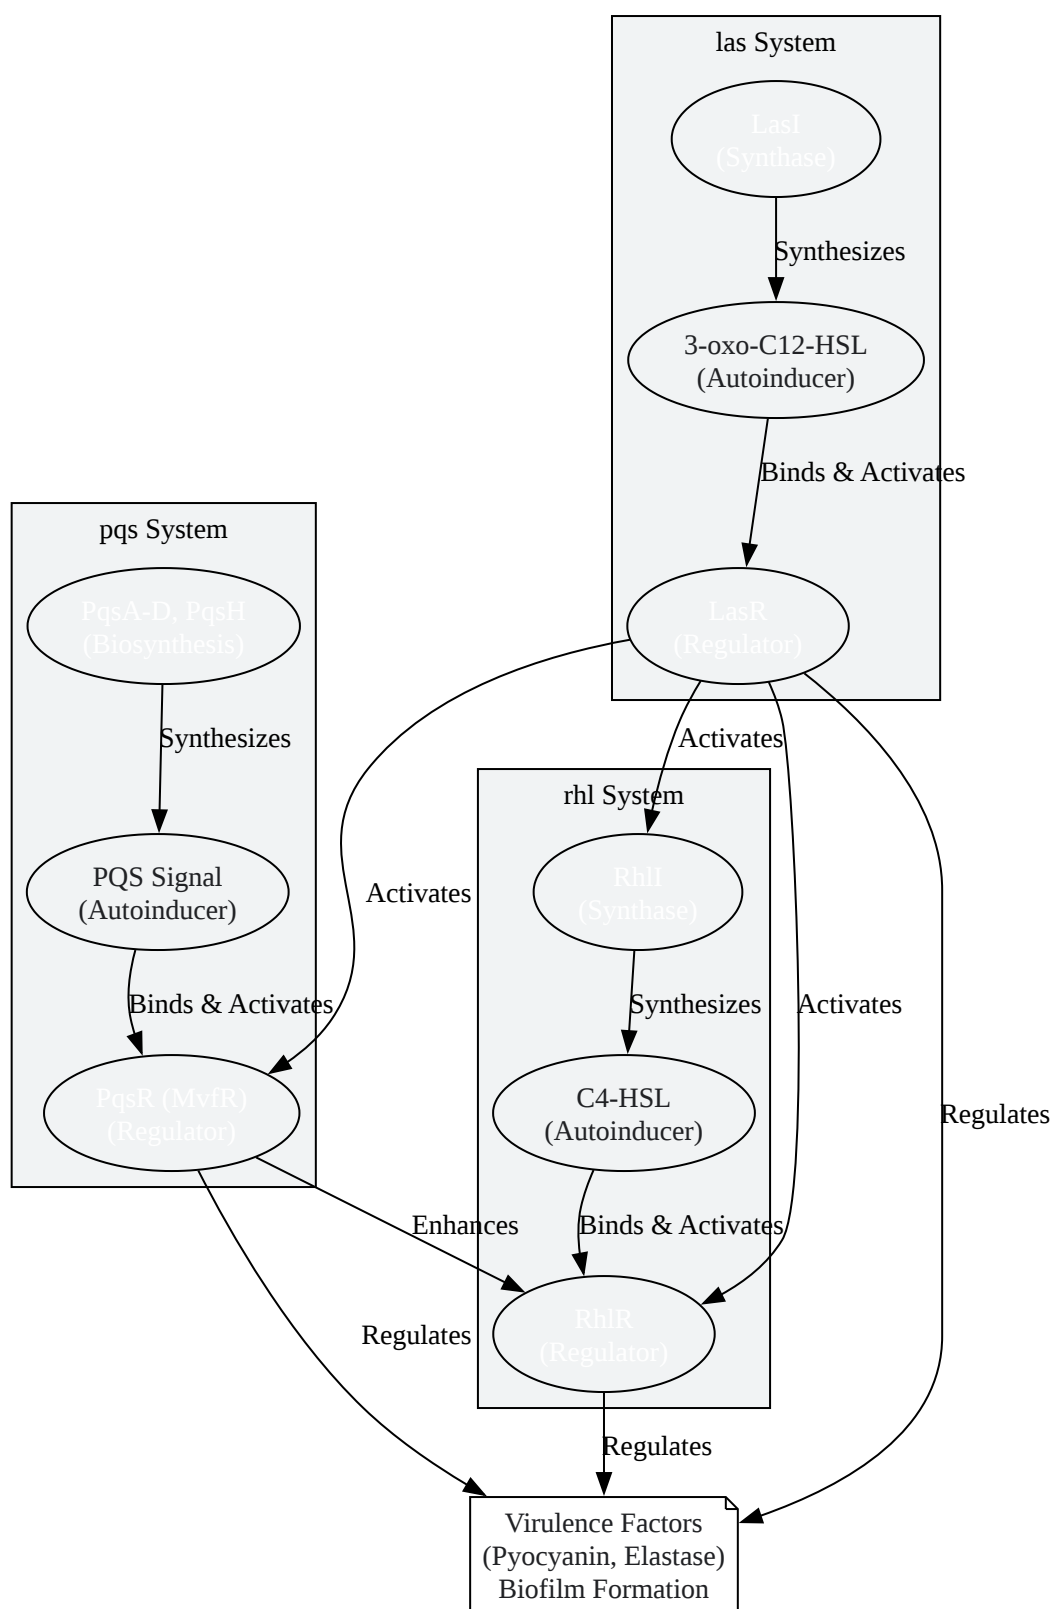 las System
LasI
(Synthase)
Synthesizes
3-oxo-C12-HSL
(Autoinducer)
Binds & Activates
LasR
(Regulator)
pqs System
PqsA-D, PqsH
(Biosynthesis)
Synthesizes
PQS Signal
(Autoinducer)
Binds & Activates
PqsR (MvfR)
(Regulator)
Activates
Activates
rhl System
RhlI
(Synthase)
Synthesizes
C4-HSL
(Autoinducer)
Binds & Activates
RhlR
(Regulator)
Activates
Regulates
Enhances
Regulates
Regulates
Virulence Factors
(Pyocyanin, Elastase)
Biofilm Formation